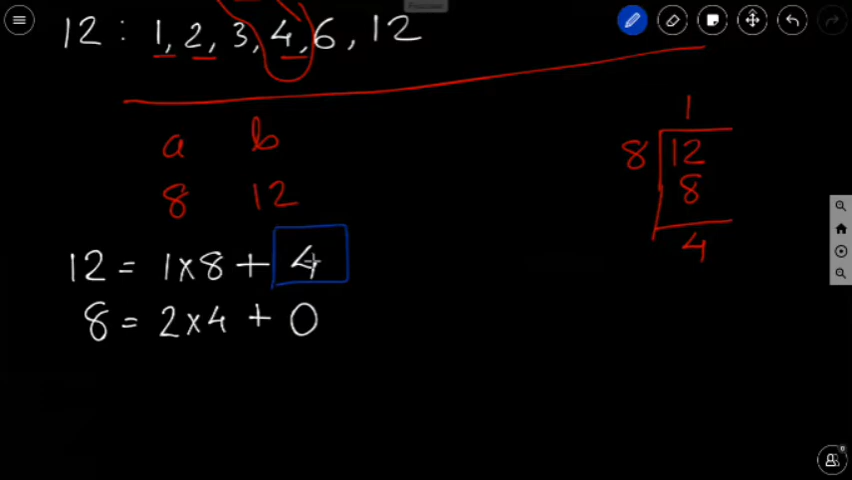 12 : 1, 2, 3, 4, 6, 12
a b
8 12
12 = 1x8 + 4
8 = 2x4 + 0
1
8 12
8
4